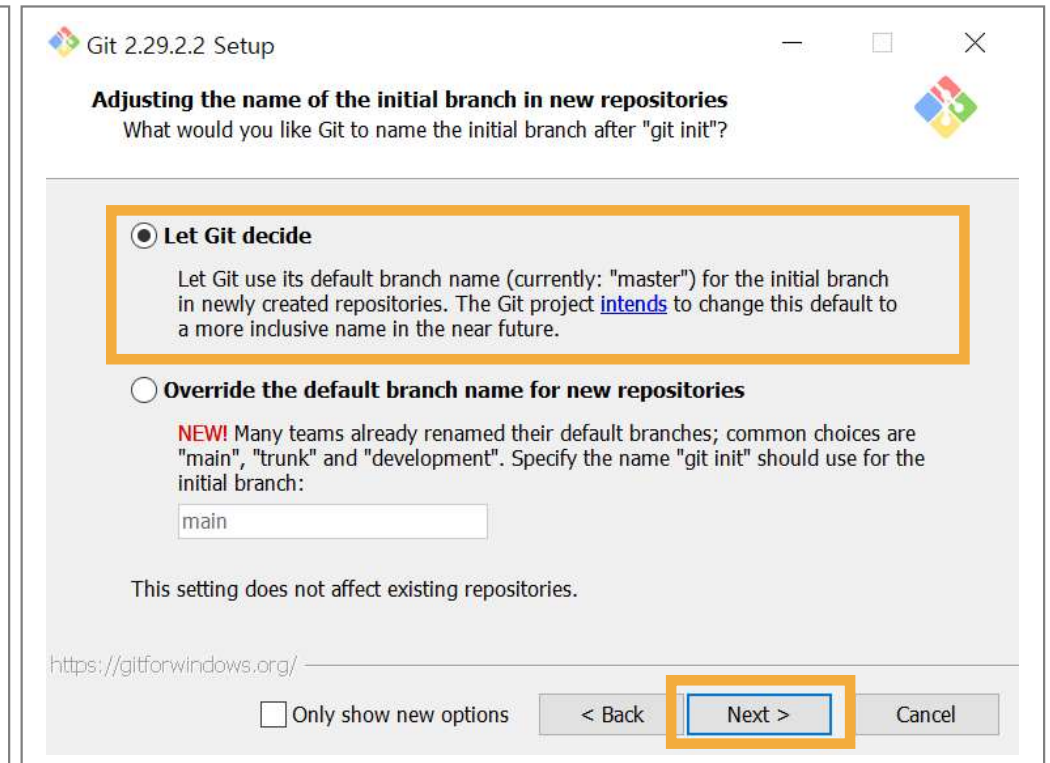 Git 2.29.2.2 Setup
Adjusting the name of the initial branch in new repositories
What would you like Git to name the initial branch after "git init"?
Let Git decide
Let Git use its default branch name (currently: "master") for the initial branch
in newly created repositories. The Git project intends to change this default to
a more inclusive name in the near future.
Override the default branch name for new repositories
NEW! Many teams already renamed their default branches; common choices are
"main", "trunk" and "development". Specify the name "git init" should use for the
initial branch:
main
This setting does not affect existing repositories.
https://gitforwindows.org/
Only show new options
< Back
Next >
Cancel